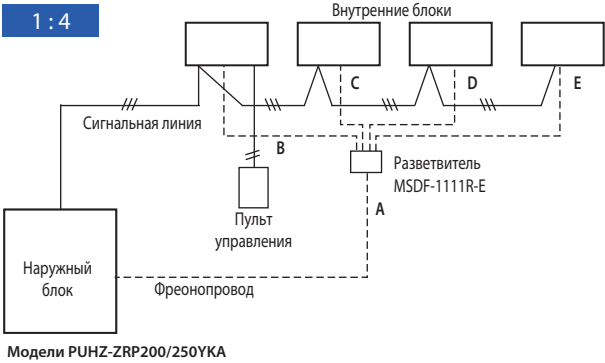 1 : 4
Внутренние блоки
C
D
E
Сигнальная линия
B
Разветвитель
MSDF-1111R-E
A
Пульт
управления
Наружный
блок
Фреонопровод
Модели PUHZ-ZRP200/250YKA